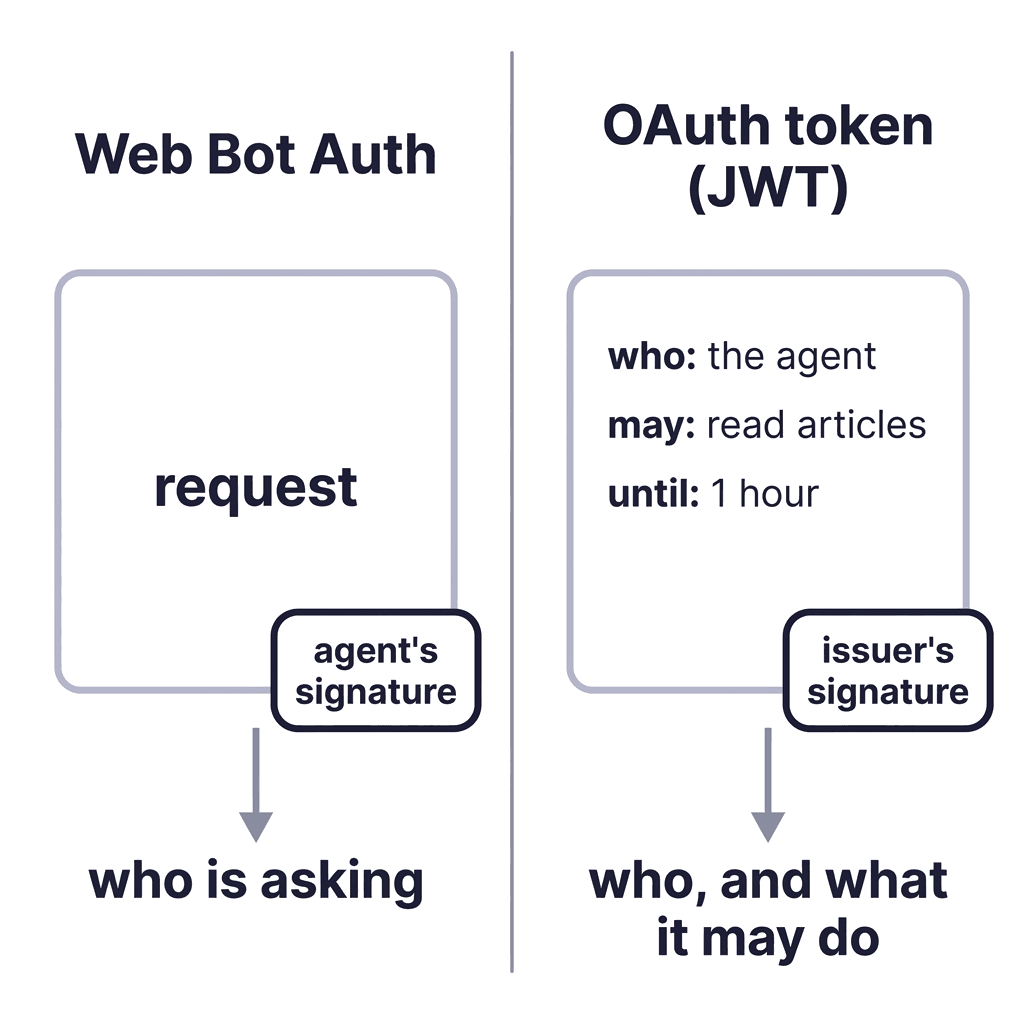 Web Bot Auth
request
agent's
signature
who is asking
OAuth token
(JWT)
who: the agent
may: read articles
until: 1 hour
issuer's
signature
who, and what
it may do